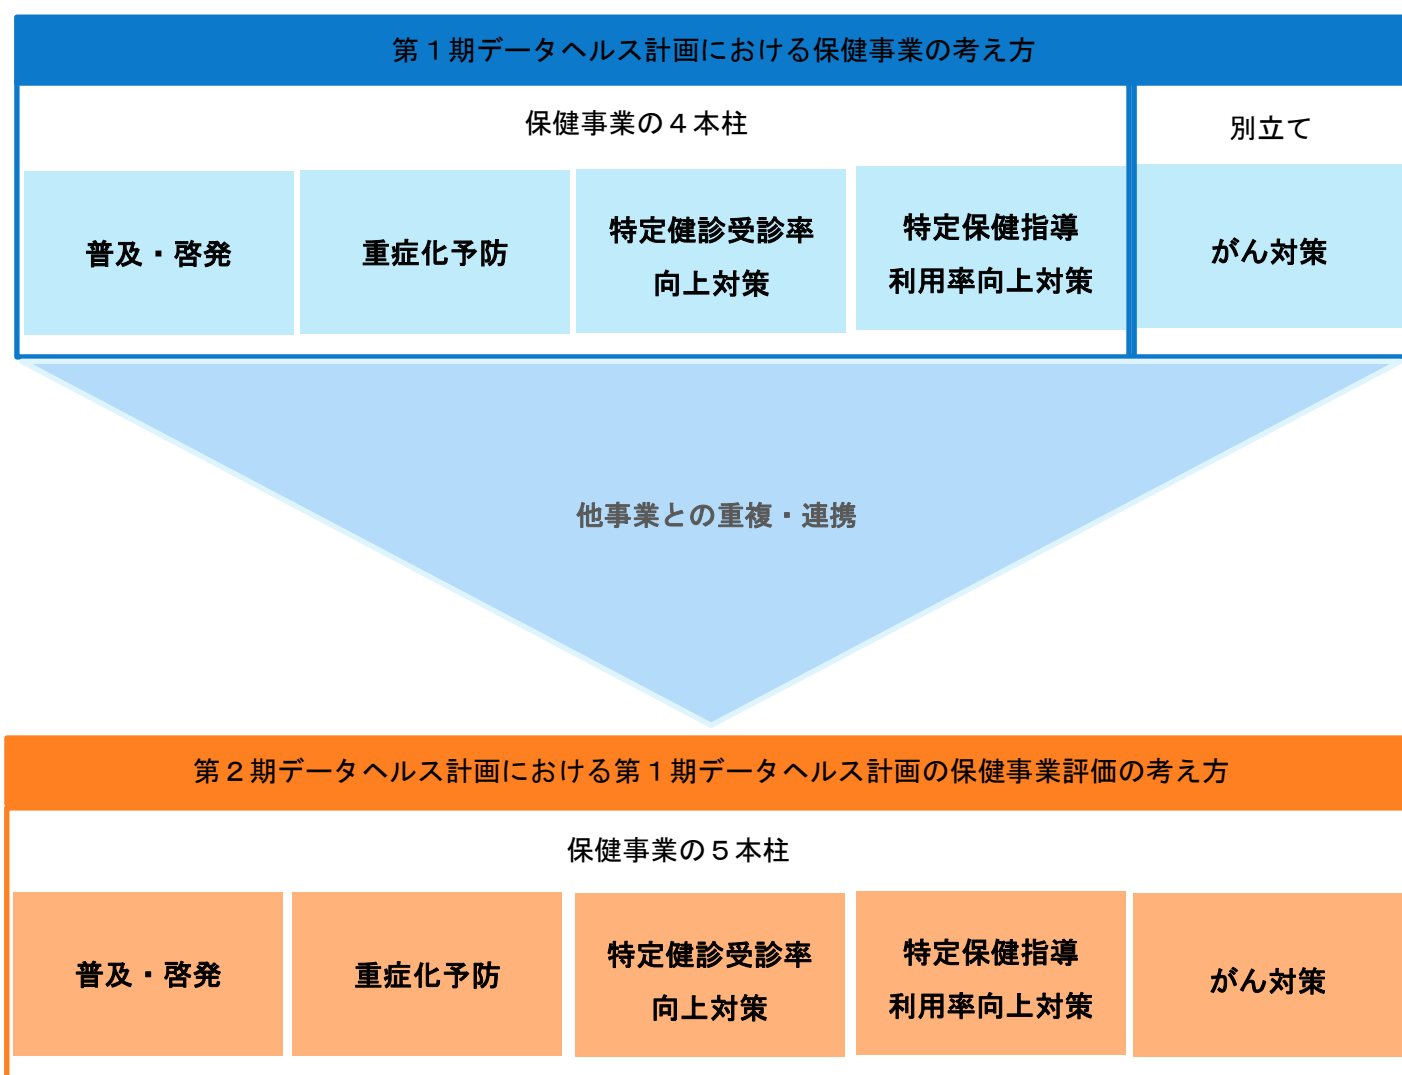 第１期データヘルス計画における保健事業の考え方
保健事業の４本柱
別立て
普及・啓発
重症化予防
特定健診受診率
向上対策
特定保健指導
利用率向上対策
がん対策
他事業との重複・連携
第２期データヘルス計画における第１期データヘルス計画の保健事業評価の考え方
保健事業の５本柱
普及・啓発
重症化予防
特定健診受診率
向上対策
特定保健指導
利用率向上対策
がん対策